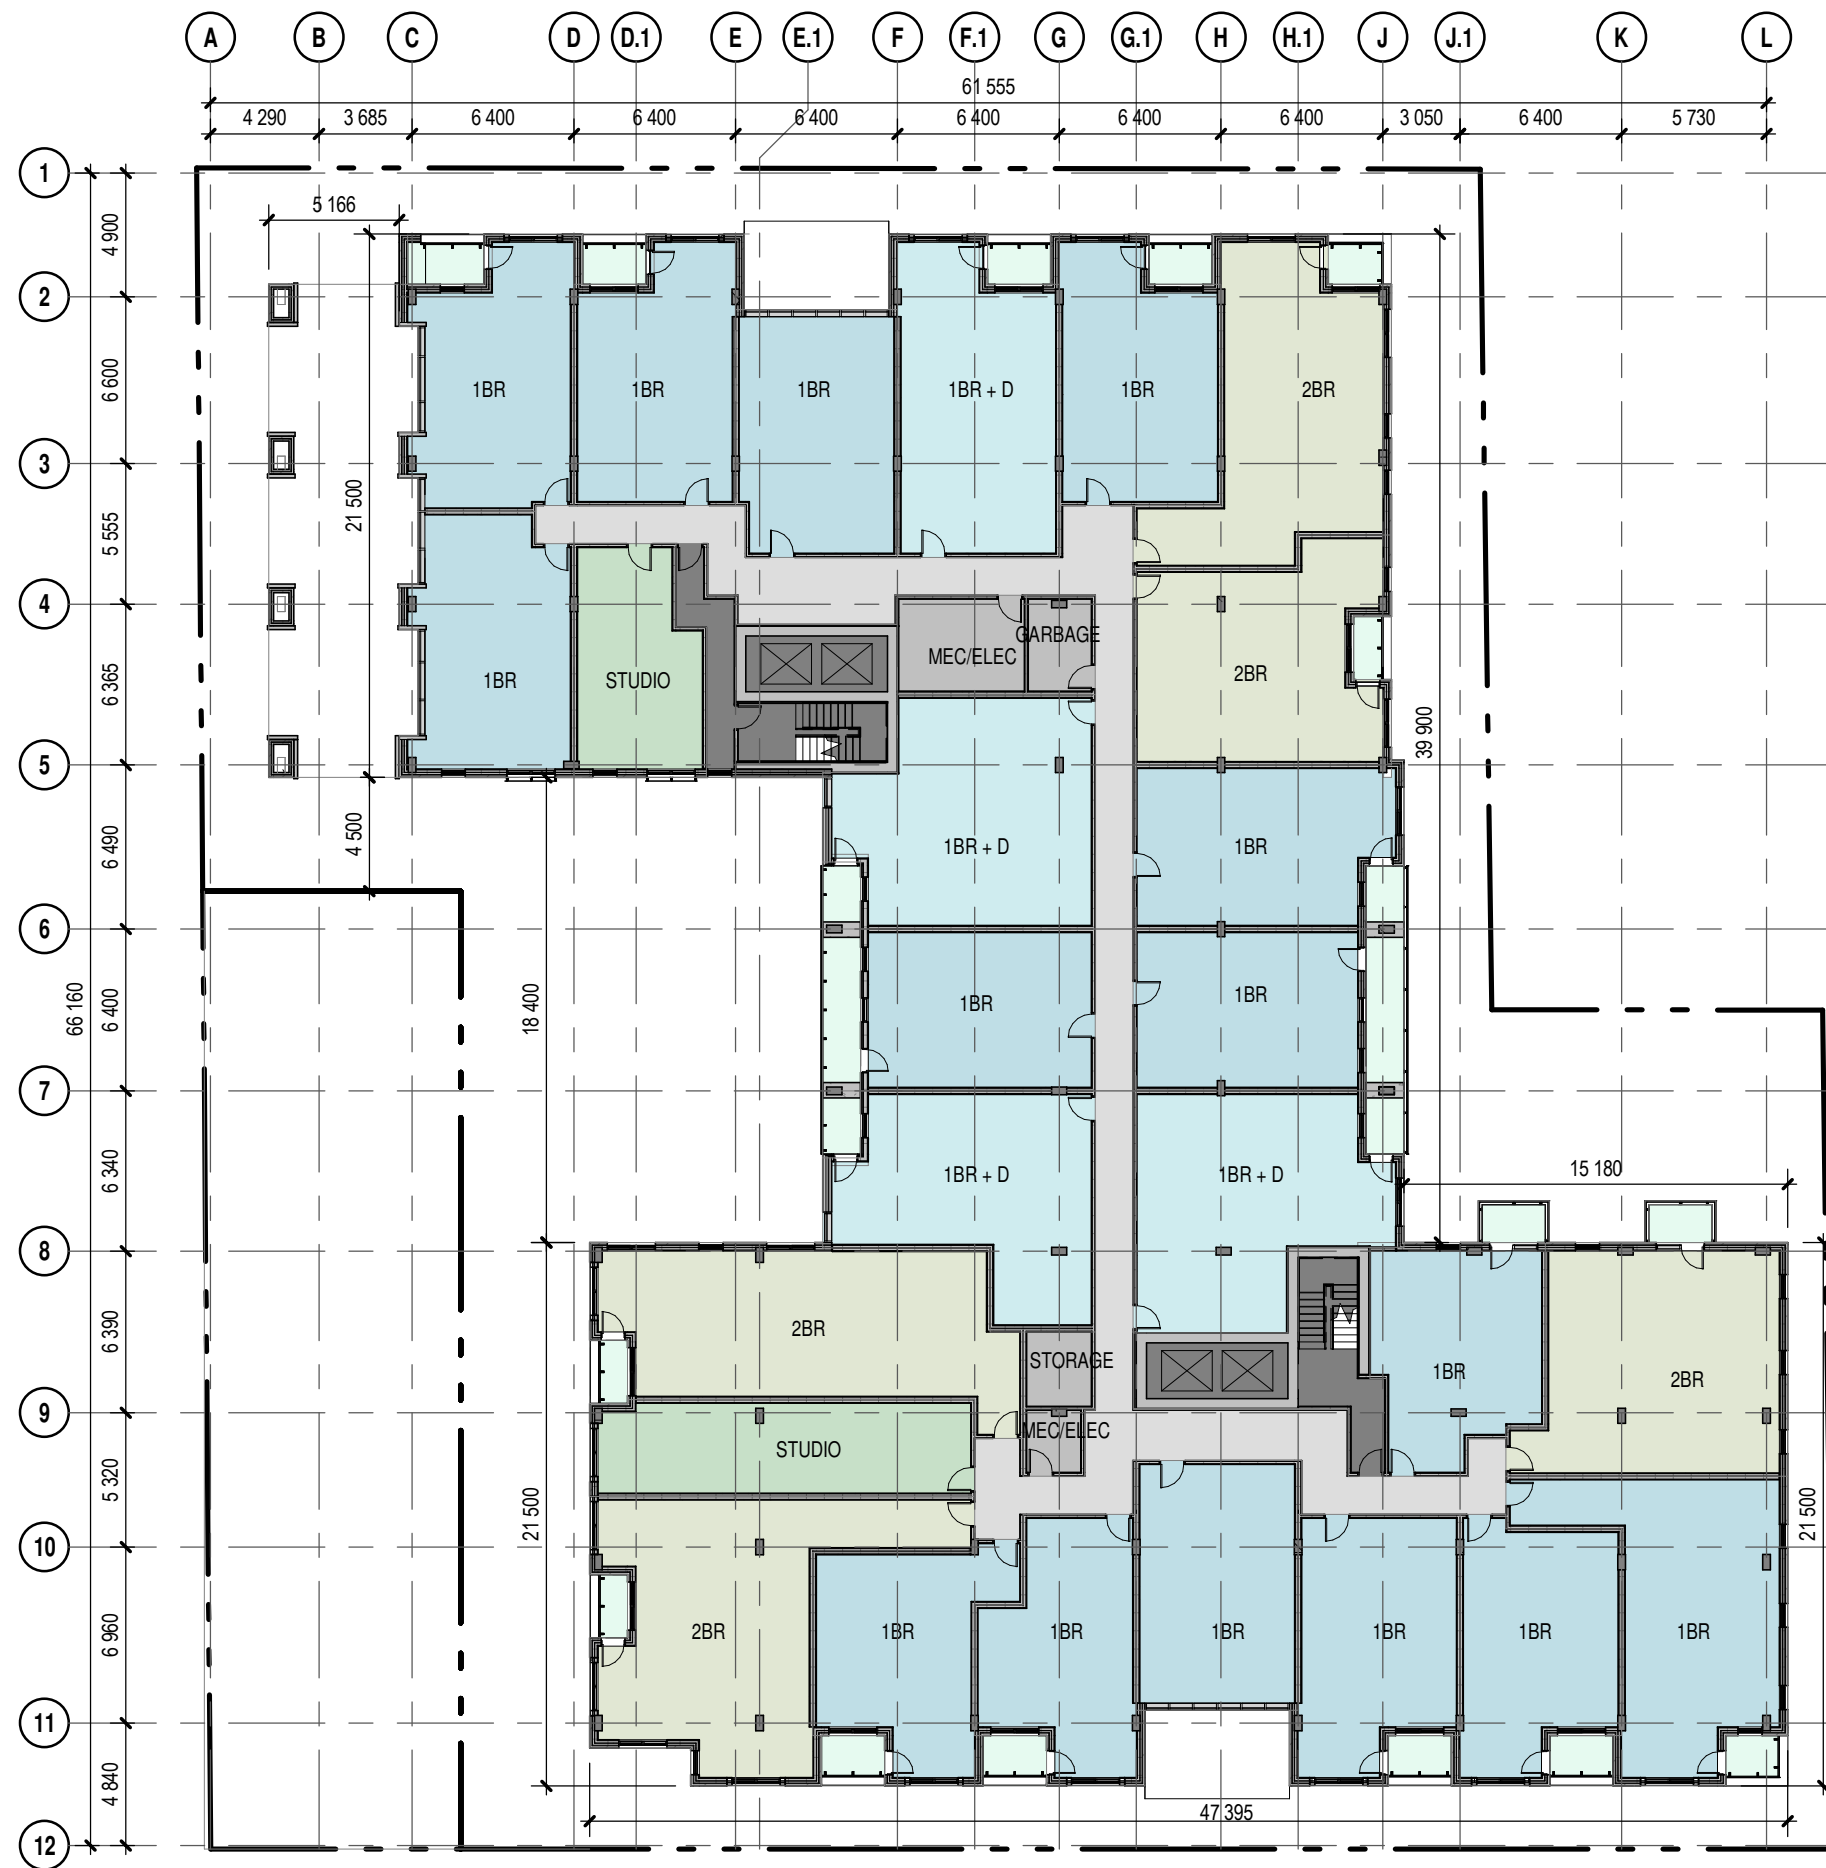 A B C D D.1 E E.1 F F.1 G G.1 H H.1 J J.1 K L
61 555
4 290 3 685 6 400 6 400 6 400 6 400 6 400 6 400 3 050 6 400 5 730
1
5 166
4 900
2
6 600
1BR 1BR 1BR 1BR + D 1BR 2BR
3
21 500
5 555
4
GARBAGE
MEC/ELEC
6 365
1BR STUDIO 2BR
39 900
5
4 500
6 490
1BR + D 1BR
6
66 160
6 400
18 400
1BR 1BR
7
6 340
1BR + D 1BR + D
15 180
8
6 390
2BR
STORAGE
1BR 2BR
9
MEC/ELEC
STUDIO
5 320
21 500
21 500
10
6 960
2BR 1BR 1BR 1BR 1BR 1BR 1BR
11
4 840
47 395
12